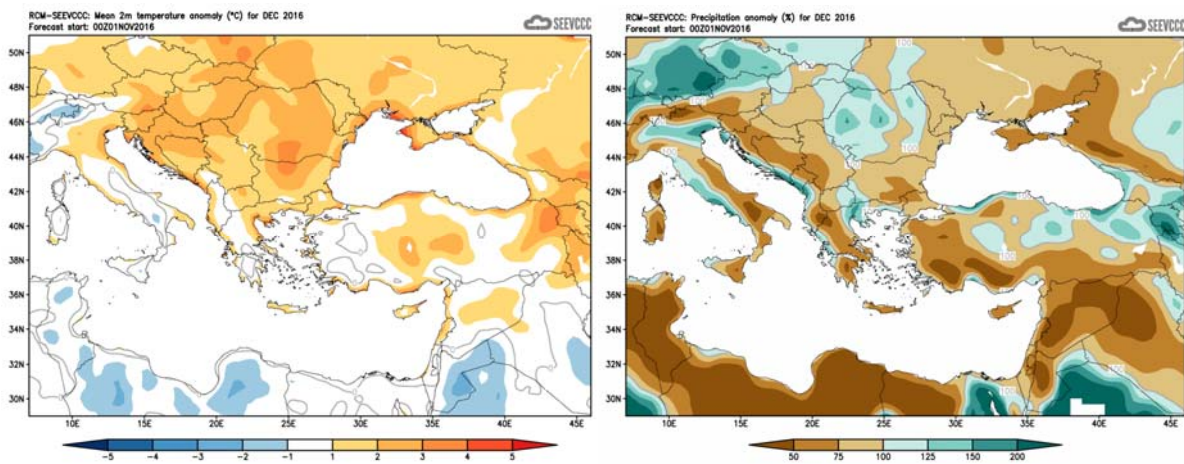 RCM-SEEVCCC: Mean 2m temperature anomaly (°C) for DEC 2016
Forecast start: 00Z01NOV2016
SEEVCCC
50N
48N
46N
44N
42N
40N
38N
36N
34N
32N
30N
10E 15E 20E 25E 30E 35E 40E 45E
-5 -4 -3 -2 -1 1 2 3 4 5
RCM-SEEVCCC: Precipitation anomaly (%) for DEC 2016
Forecast start: 00Z01NOV2016
SEEVCCC
50N
48N
46N
44N
42N
40N
38N
36N
34N
32N
30N
10E 15E 20E 25E 30E 35E 40E 45E
50 75 100 125 150 200